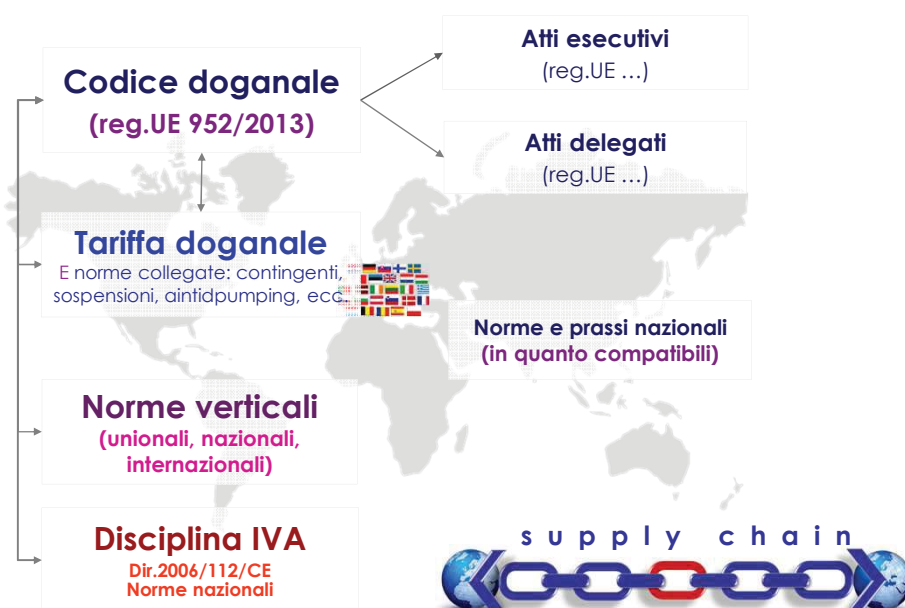 Atti esecutivi
(reg.UE …)
Codice doganale
(reg.UE 952/2013)
Atti delegati
(reg.UE …)
Tariffa doganale
E norme collegate: contingenti,
sospensioni, aintidpumping, ecc.
Norme e prassi nazionali
(in quanto compatibili)
Norme verticali
(unionali, nazionali,
internazionali)
Disciplina IVA
Dir.2006/112/CE
Norme nazionali
supply chain